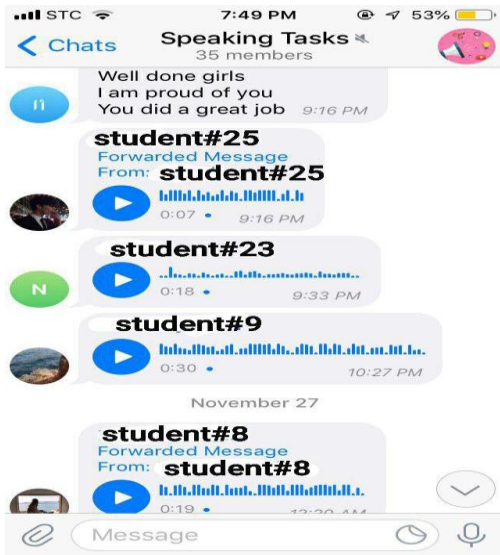 STC 7:49 PM 53%
Chats Speaking Tasks
35 members
Well done girls
I am proud of you
You did a great job 9:16 PM
student#25
Forwarded Message
From: student#25
0:07 9:16 PM
student#23
N
0:18 9:33 PM
student#9
0:30 10:27 PM
November 27
student#8
Forwarded Message
From: student#8
0:19 12:20 AM
Message